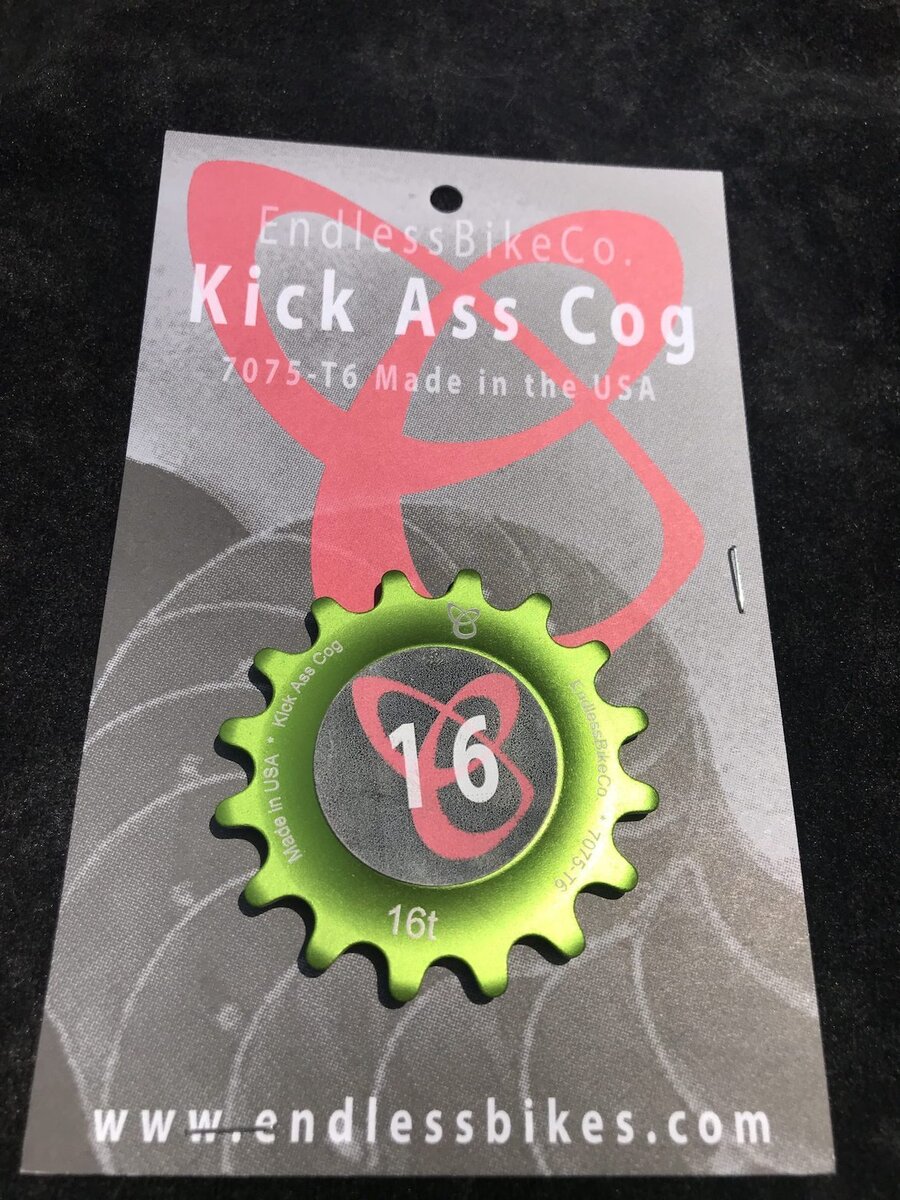 EndlessBikeCo.
Kick Ass Cog
7075-T6 Made in the USA
Made In USA * Kick Ass Cog
EndlessBikeCo. * 7075-T6
16
16t
www.endlessbikes.com